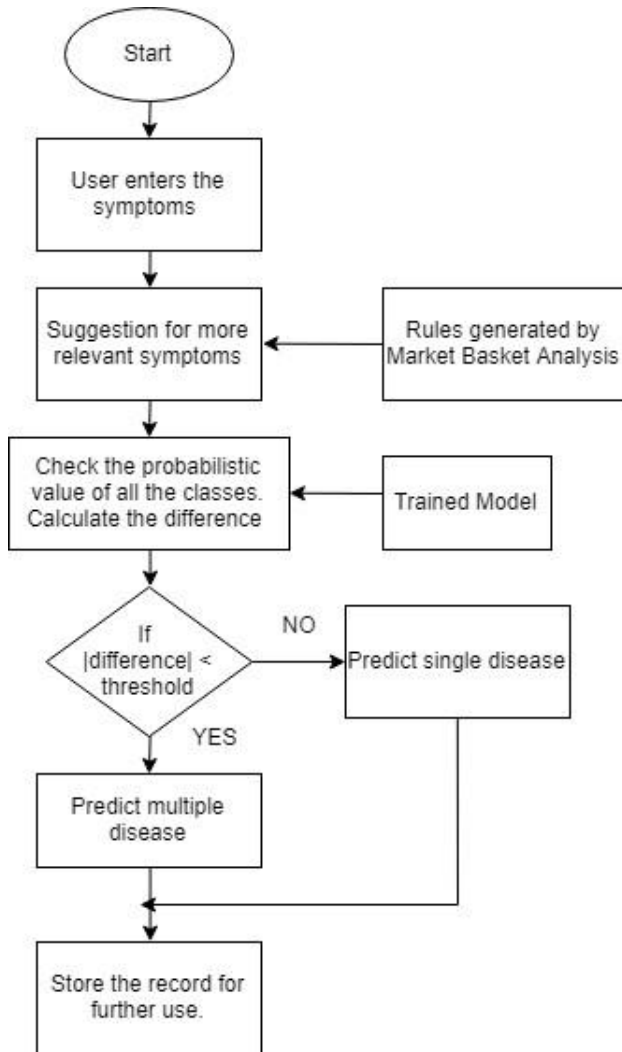 Start
User enters the
symptoms
Suggestion for more
relevant symptoms
Rules generated by
Market Basket Analysis
Check the probabilistic
value of all the classes.
Calculate the difference
Trained Model
If
|difference| <
threshold
NO
Predict single disease
YES
Predict multiple
disease
Store the record for
further use.